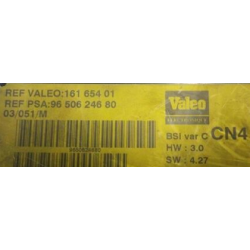 REF VALEO:161 654 01
REF PSA:96 506 246 80
03/051/M
Valeo
BSI var C CN4
HW : 3.0
SW : 4.27